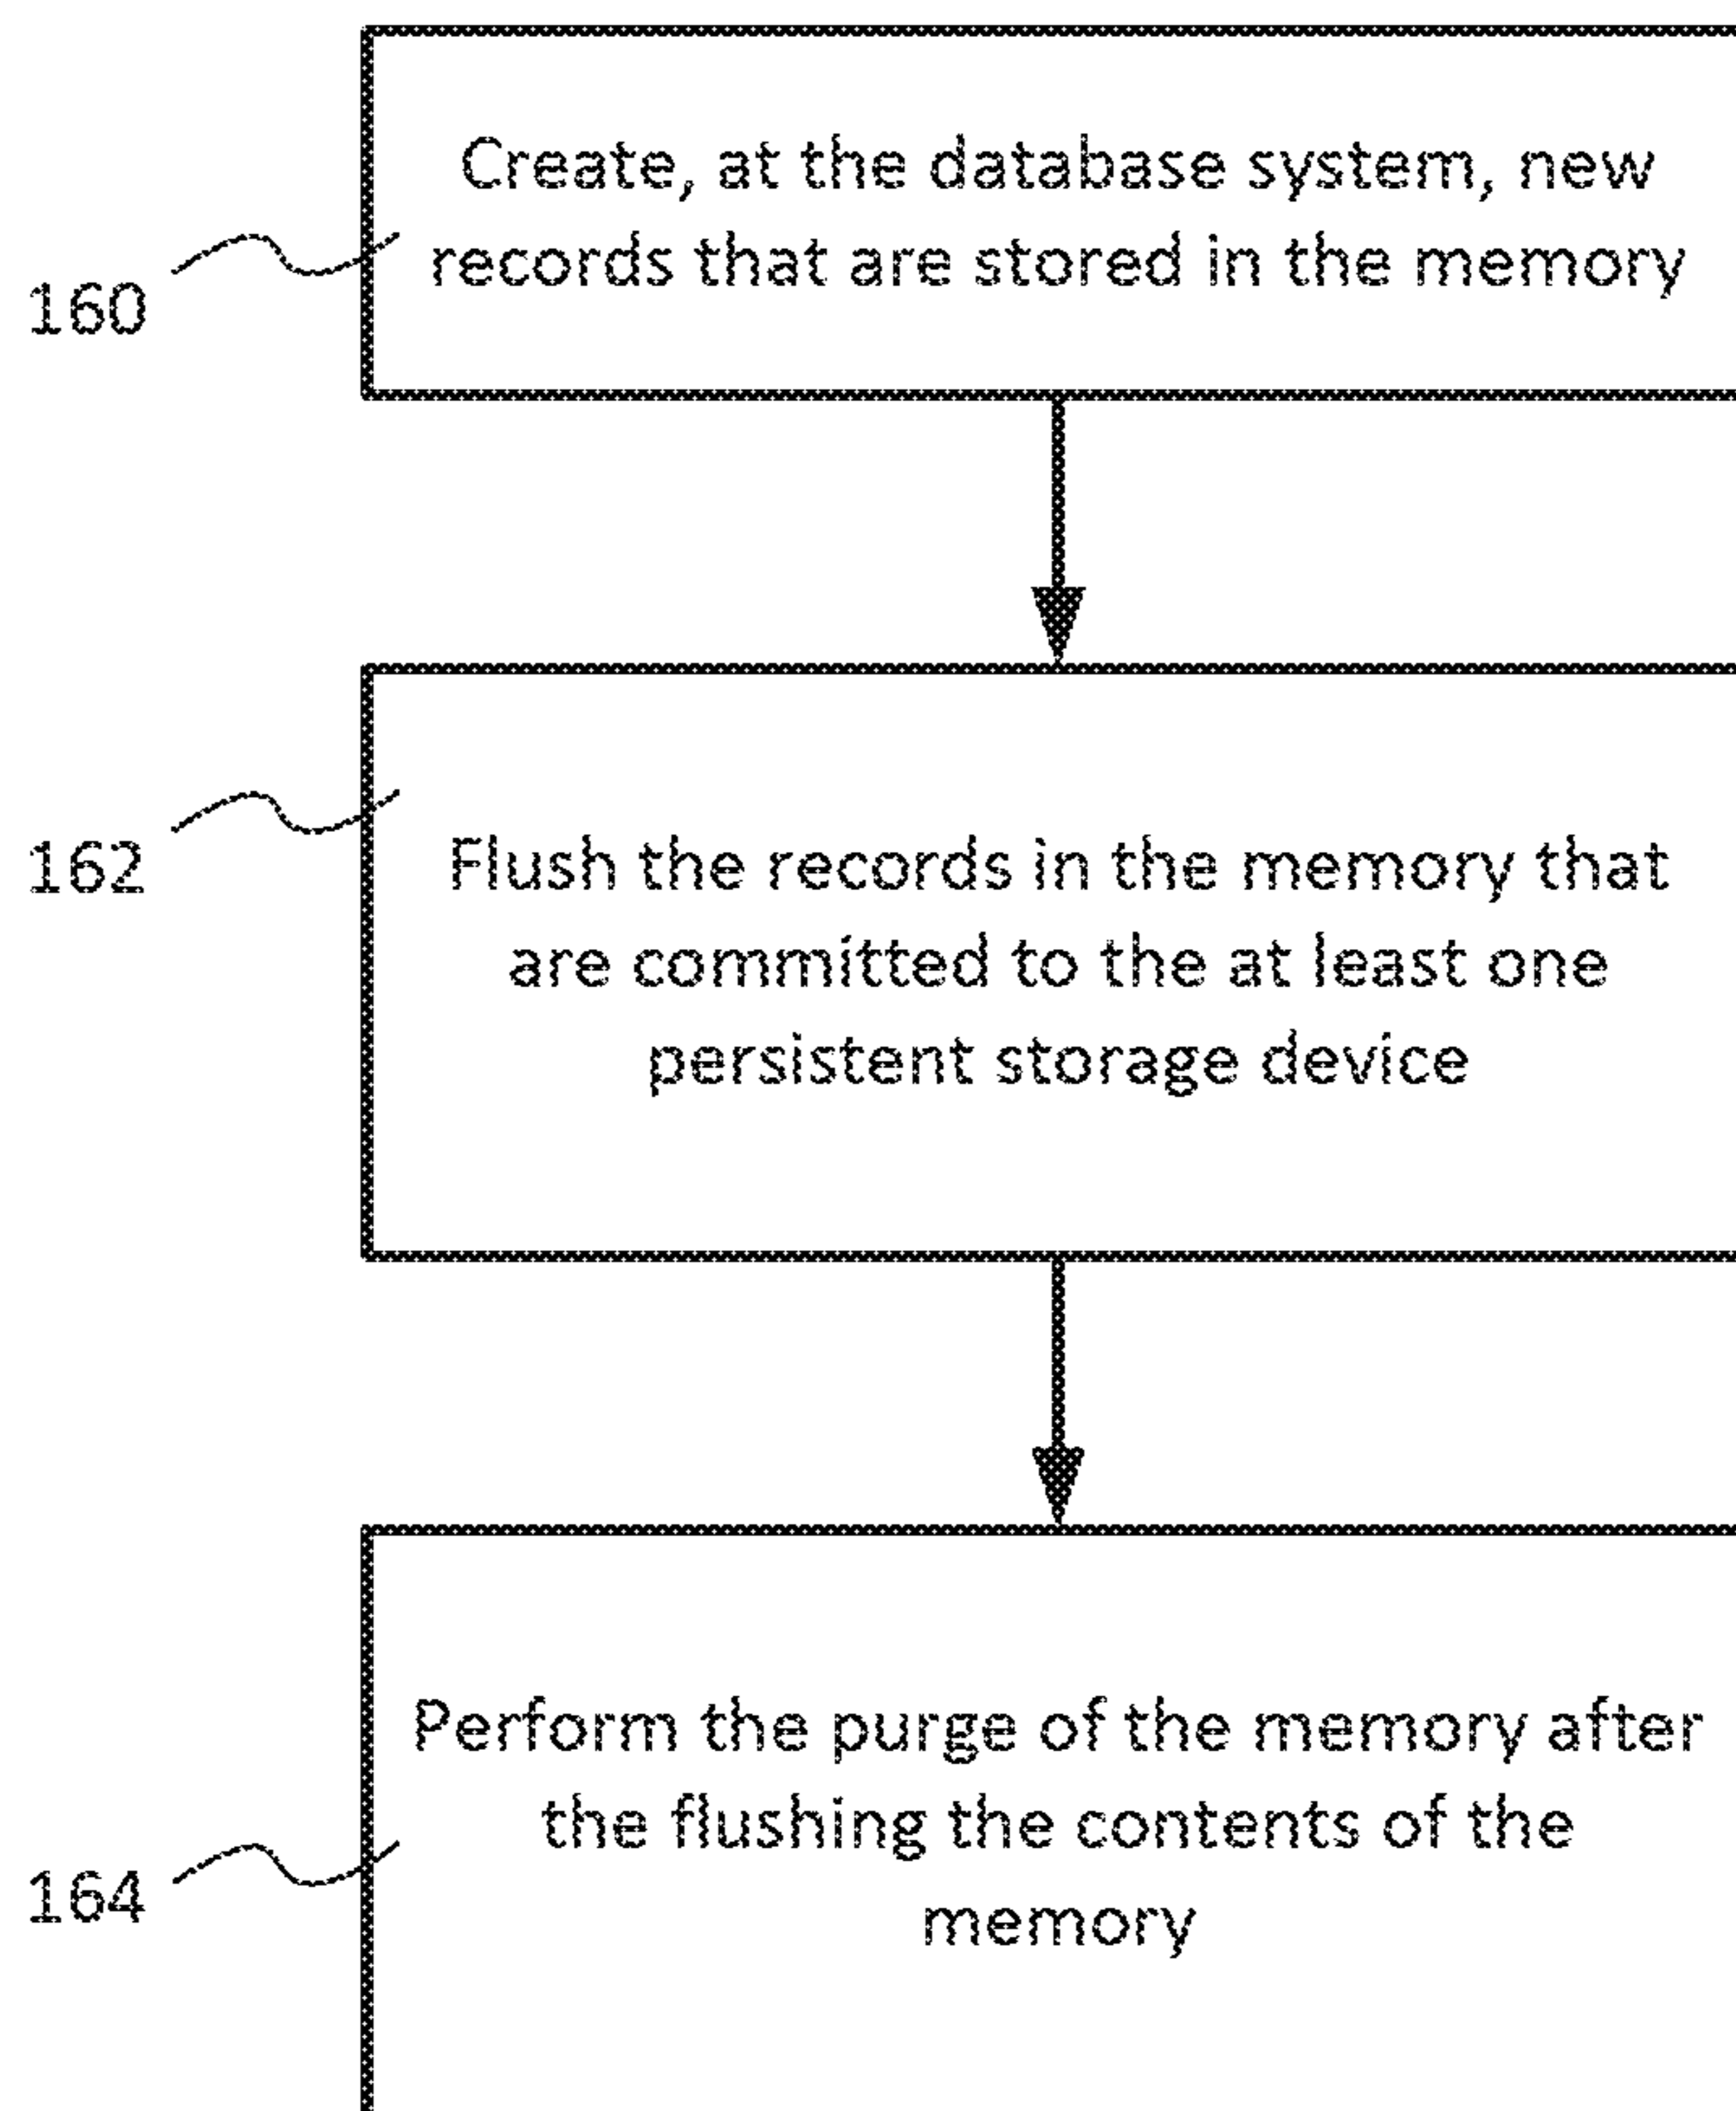 Create, at the database system, new
records that are stored in the memory
160
Flush the records in the memory that
are committed to the at least one
persistent storage device
162
Perform the purge of the memory after
the flushing the contents of the
memory
164